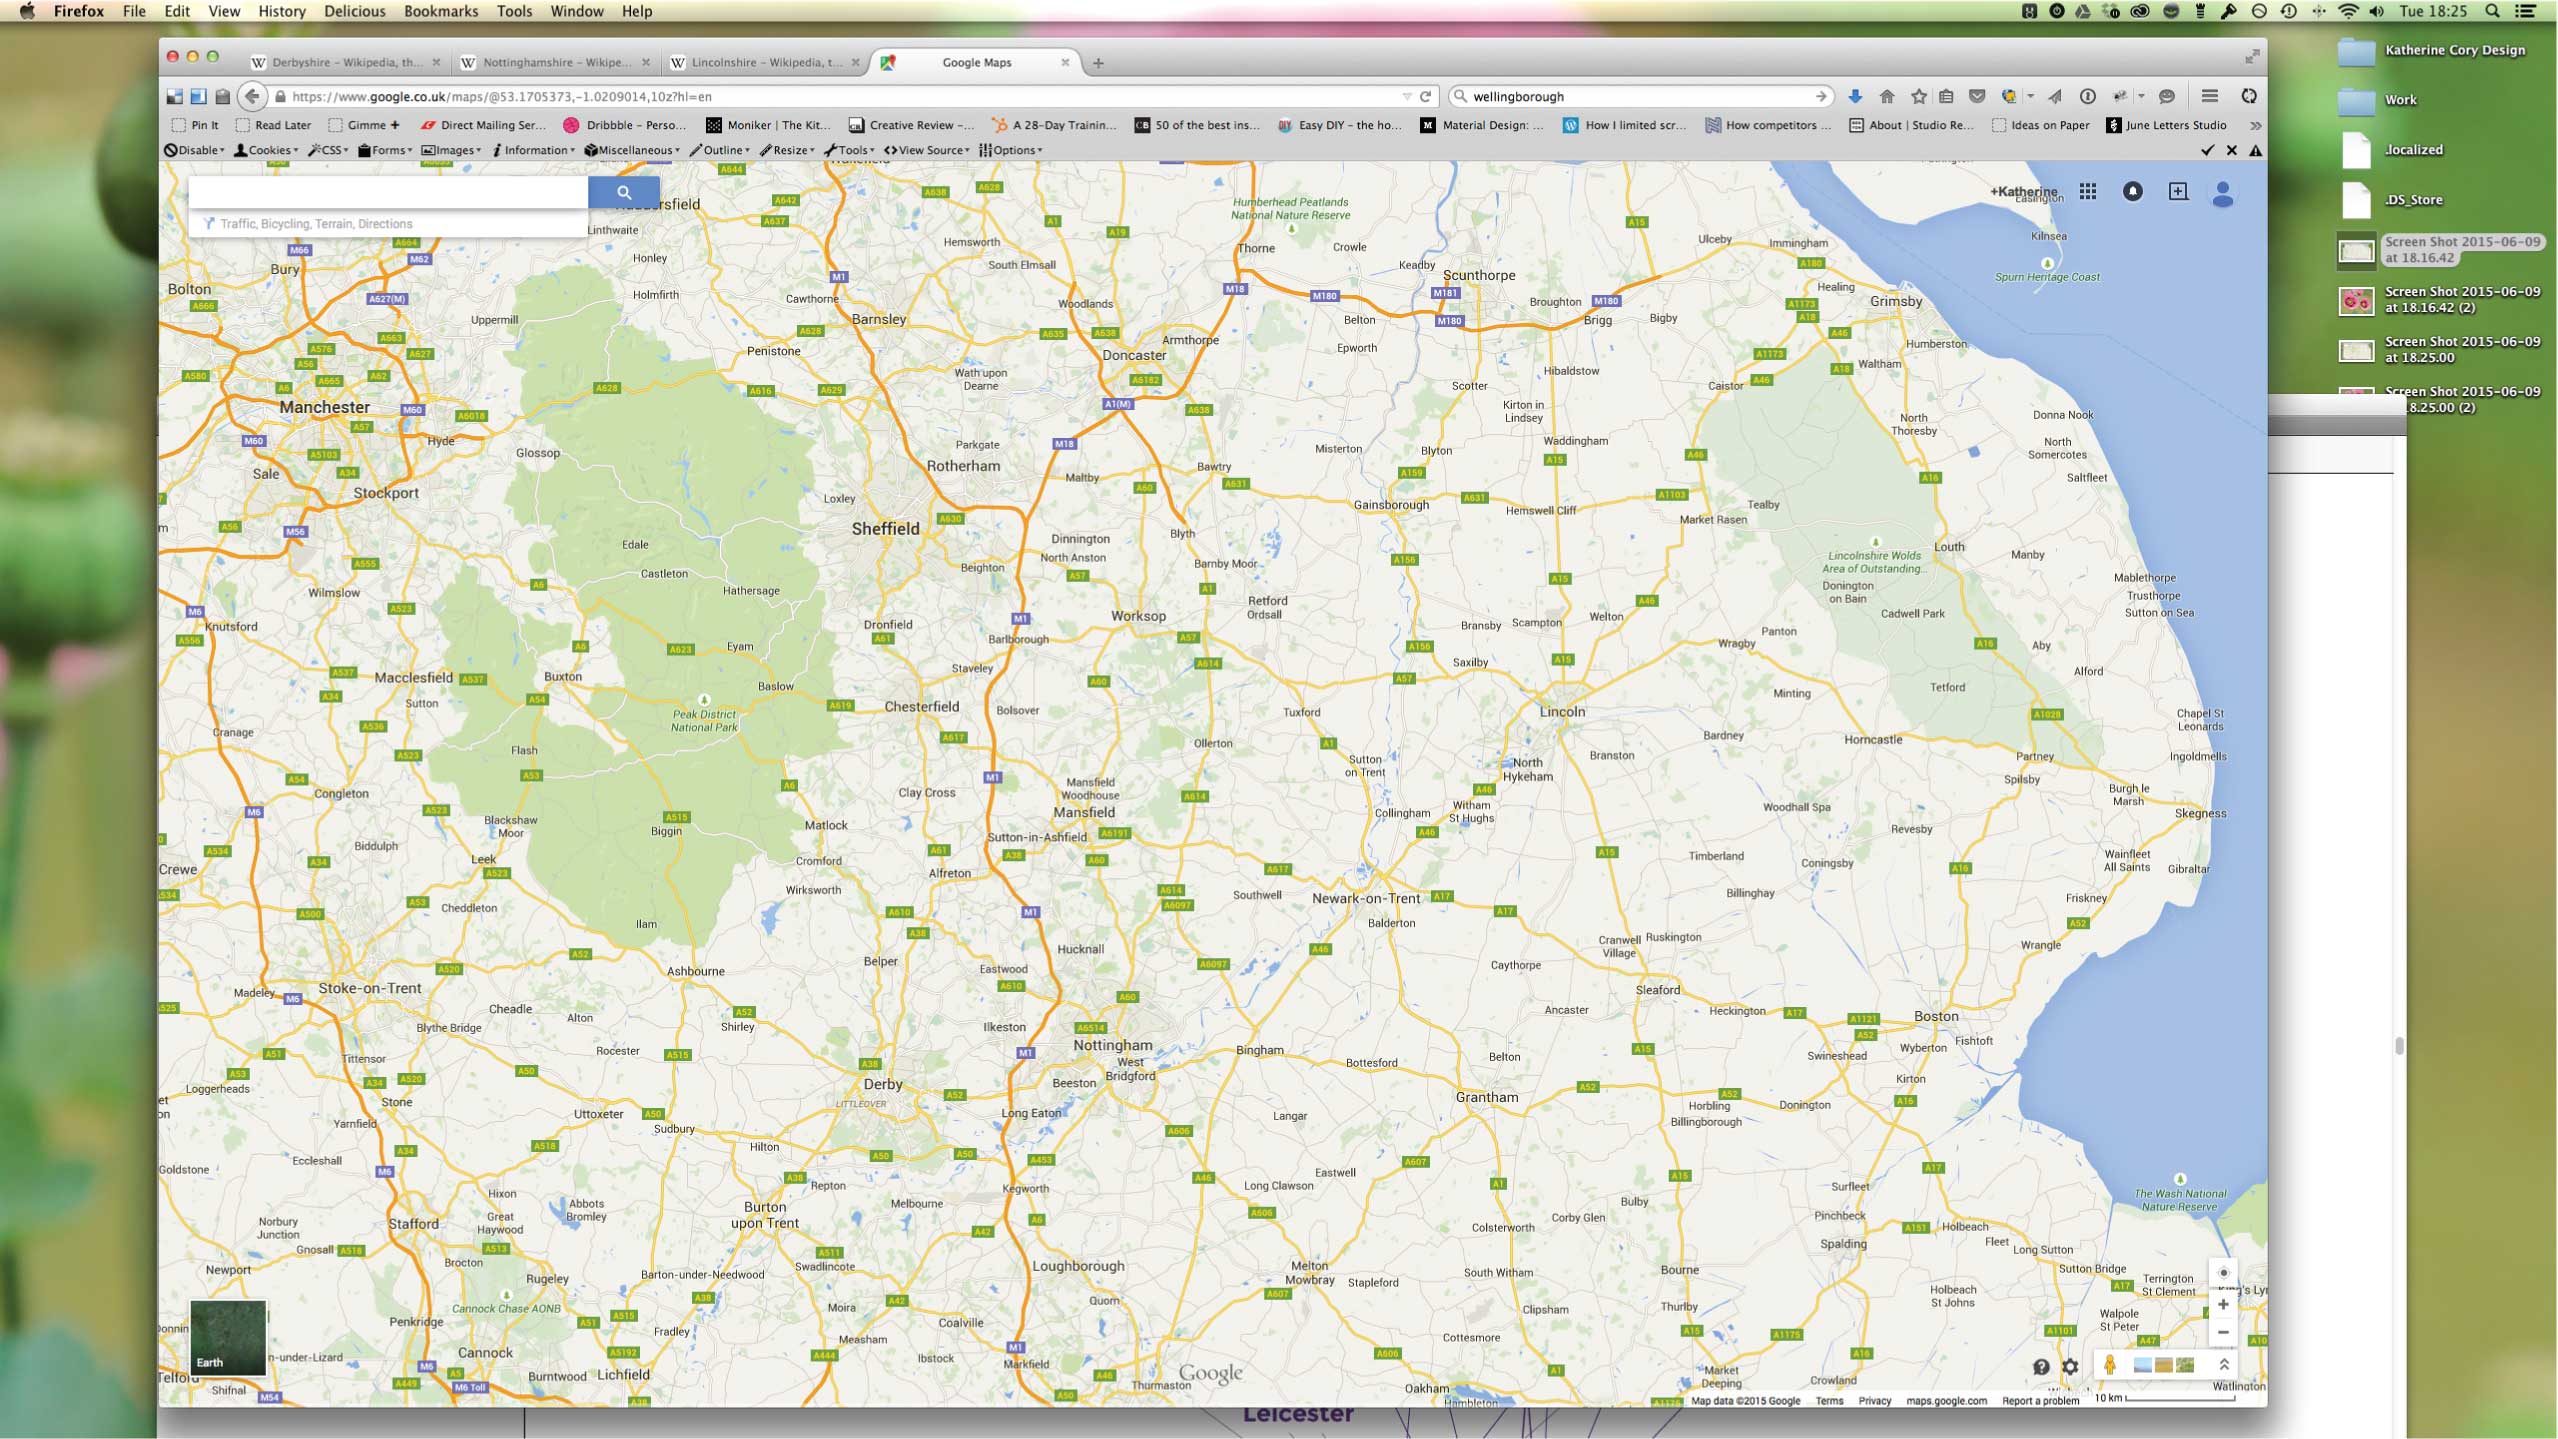 Firefox File Edit View History Delicious Bookmarks Tools Window Help
Tue 18:25
Derbyshire – Wikipedia, th...
Nottinghamshire – Wikipe...
Lincolnshire – Wikipedia, t...
Google Maps
https://www.google.co.uk/maps/@53.1705373,-1.0209014,10z?hl=en
wellingborough
Pin It Read Later Gimme + Direct Mailing Ser... Dribbble – Perso... Moniker | The Kit... Creative Review –... A 28-Day Trainin... 50 of the best ins... Easy DIY – the ho... Material Design: ... How I limited scr... How competitors ... About | Studio Re... Ideas on Paper June Letters Studio
Disable Cookies CSS Forms Images Information Miscellaneous Outline Resize Tools View Source Options
Katherine Cory Design
Work
.localized
.DS_Store
Screen Shot 2015-06-09
at 18.16.42
Screen Shot 2015-06-09
at 18.16.42 (2)
Screen Shot 2015-06-09
at 18.25.00
Screen Shot 2015-06-09
18.25.00 (2)
Traffic, Bicycling, Terrain, Directions
+Katherine
Easington
Humberhead Peatlands
National Nature Reserve
Linthwaite Hemsworth Thorne Crowle Ulceby Immingham Kilnsea
Honley South Elmsall Keadby Scunthorpe
Spurn Heritage Coast
Bury Bolton Holmfirth Cawthorne Woodlands Broughton Healing Grimsby
Uppermill Barnsley Belton Brigg Bigby
Penistone Doncaster Armthorpe Epworth Humberston
Wath upon
Dearne
Hibaldstow Waltham
Scotter Caistor
Manchester Kirton in
Lindsey
North
Thoresby
Donna Nook
Hyde Glossop Parkgate Misterton Blyton Waddingham
North
Somercotes
Sale Stockport Rotherham Maltby Bawtry Saltfleet
Loxley Gainsborough Hemswell Cliff Tealby Market Rasen
Sheffield Blyth
Edale Dinnington North Anston Louth Manby
Lincolnshire Wolds
Area of Outstanding...
Castleton Beighton Barnby Moor Mablethorpe
Wilmslow Hathersage Donington
on Bain
Trusthorpe
Retford
Ordsall
Cadwell Park Sutton on Sea
Knutsford Dronfield Worksop Bransby Scampton Welton
Barlborough Panton
Eyam Wragby Aby
Macclesfield Buxton Staveley Saxilby Alford
Baslow Tetford
Sutton Chesterfield Bolsover Tuxford Lincoln Minting
Peak District
National Park
Chapel St
Leonards
Cranage Flash Ollerton Bardney Horncastle
Branston Partney Ingoldmells
Sutton
on Trent
North
Hykeham
Congleton Clay Cross Mansfield
Woodhouse
Spilsby
Burgh le
Marsh
Mansfield Collingham Witham
St Hughs
Woodhall Spa Skegness
Blackshaw
Moor
Biggin Matlock Revesby
Biddulph Sutton-in-Ashfield
Leek Cromford Timberland Coningsby Wainfleet
All Saints
Gibraltar
Crewe Alfreton
Wirksworth Southwell Newark-on-Trent Billinghay Friskney
Cheddleton Ilam Balderton
Hucknall Cranwell
Village
Ruskington Wrangle
Ashbourne Belper Eastwood Caythorpe
Stoke-on-Trent Madeley Sleaford
Cheadle Alton Ancaster Heckington Boston
Blythe Bridge Shirley Ilkeston Nottingham
Rocester West
Bridgford
Bingham Bottesford Belton Swineshead Wyberton Fishtoft
Tittensor Loggerheads Derby Beeston Kirton
LITTLEOVER
Stone Uttoxeter Long Eaton Langar Grantham Horbling Donington
Yarnfield Sudbury Billingborough
Hilton
Eccleshall Goldstone Eastwell
Repton Kegworth Long Clawson Surfleet
The Wash National
Nature Reserve
Hixon Abbots
Bromley
Melbourne Bulby
Norbury
Junction
Stafford Great
Haywood
Burton
upon Trent
Colsterworth Corby Glen Pinchbeck Holbeach
Gnosall Spalding Fleet Long Sutton
Newport Brocton Rugeley Barton-under-Needwood Swadlincote Loughborough Melton
Mowbray
Stapleford South Witham Bourne Sutton Bridge Terrington
St Clement
Cannock Chase AONB
Moira Quorn Clipsham Thurlby Holbeach
St Johns
Walpole
St Peter
Penkridge Fradley Measham Coalville Cottesmore
Cannock Ibstock Markfield
Burntwood Lichfield Thurmaston Oakham Market
Deeping
Crowland Watlington
Shifnal
Telford
Earth
Google
Map data ©2015 Google Terms Privacy maps.google.com Report a problem 10 km
Leicester